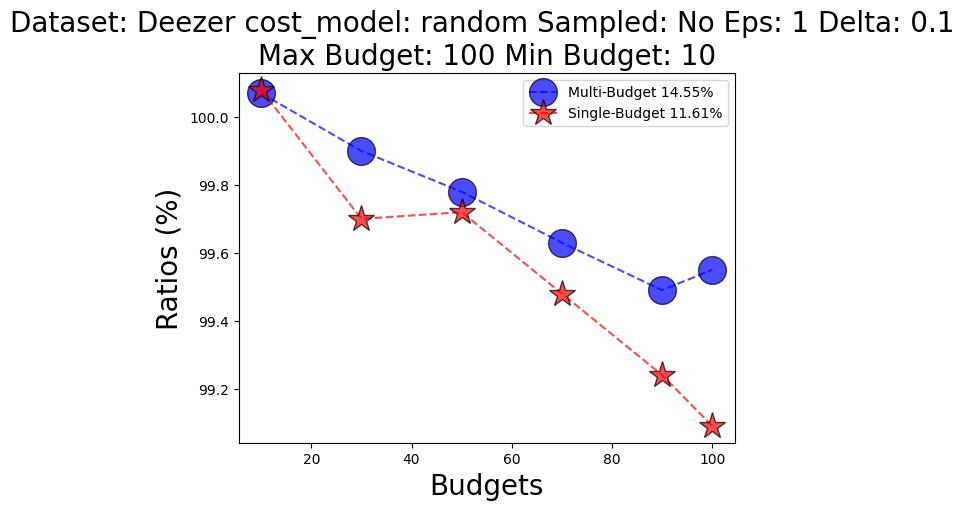 Dataset: Deezer cost_model: random Sampled: No Eps: 1 Delta: 0.1
Max Budget: 100 Min Budget: 10
Multi-Budget 14.55%
Single-Budget 11.61%
100.0
99.8
99.6
99.4
99.2
Ratios (%)
20 40 60 80 100
Budgets